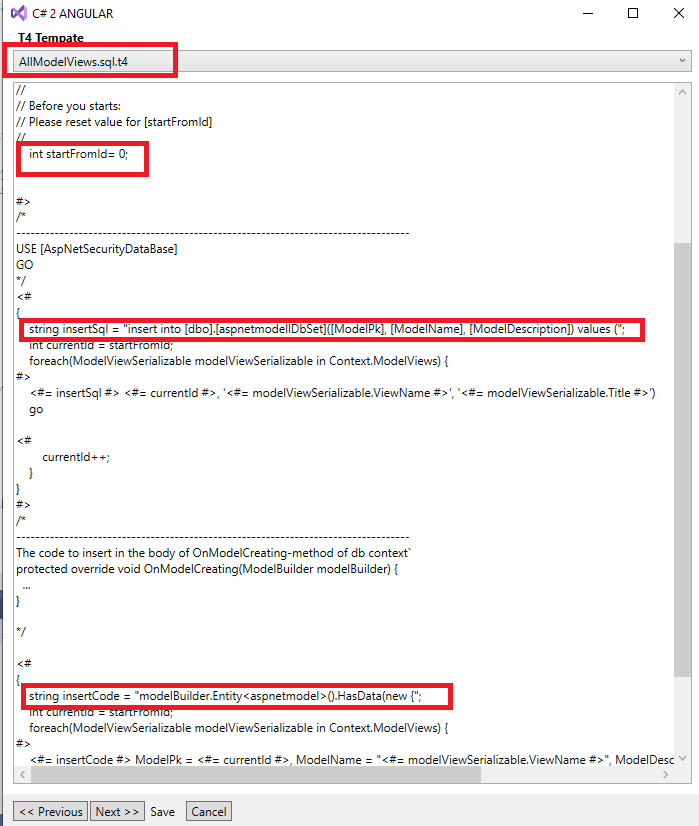 C# 2 ANGULAR
T4 Tempate
AllModelViews.sql.t4
//
// Before you starts:
// Please reset value for [startFromId]
//
int startFromId= 0;
#>
/*
--------------------------------------------------------------------------------
USE [AspNetSecurityDataBase]
GO
*/
<#
{
string insertSql = "insert into [dbo].[aspnetmodelIDbSet]([ModelPk], [ModelName], [ModelDescription]) values (";
int currentId = startFromId;
foreach(ModelViewSerializable modelViewSerializable in Context.ModelViews) {
#>
<#= insertSql #> <#= currentId #>, '<#= modelViewSerializable.ViewName #>', '<#= modelViewSerializable.Title #>')
go
<#
currentId++;
}
}
#>
/*
--------------------------------------------------------------------------------
The code to insert in the body of OnModelCreating-method of db context`
protected override void OnModelCreating(ModelBuilder modelBuilder) {
...
}
*/
<#
{
string insertCode = "modelBuilder.Entity<aspnetmodel>().HasData(new {";
int currentId = startFromId;
foreach(ModelViewSerializable modelViewSerializable in Context.ModelViews) {
#>
<#= insertCode #> ModelPk = <#= currentId #>, ModelName = "<#= modelViewSerializable.ViewName #>", ModelDesc
<< Previous Next >> Save Cancel